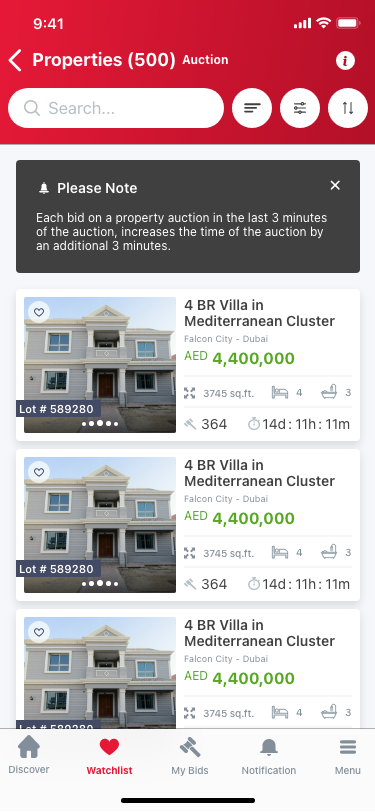 9:41
Properties (500) Auction
Search...
Please Note
Each bid on a property auction in the last 3 minutes
of the auction, increases the time of the auction by
an additional 3 minutes.
4 BR Villa in
Mediterranean Cluster
Falcon City - Dubai
AED 4,400,000
3745 sq.ft. 4 3
Lot # 589280
364 14d : 11h : 11m
4 BR Villa in
Mediterranean Cluster
Falcon City - Dubai
AED 4,400,000
3745 sq.ft. 4 3
Lot # 589280
364 14d : 11h : 11m
4 BR Villa in
Mediterranean Cluster
Falcon City - Dubai
AED 4,400,000
3745 sq.ft. 4 3
Lot # 589280
Discover Watchlist My Bids Notification Menu